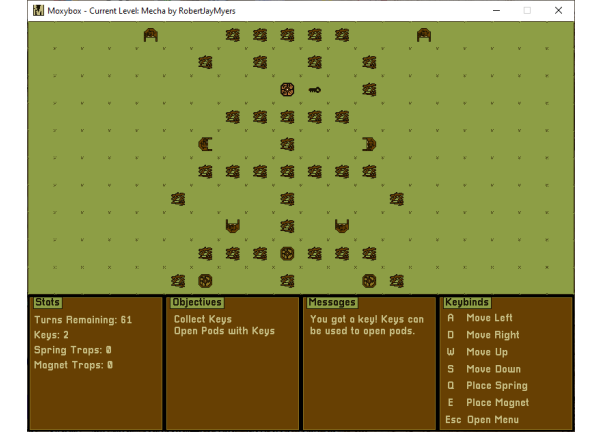 Moxybox - Current Level: Mecha by RobertJayMyers
Stats
Turns Remaining: 61
Keys: 2
Spring Traps: 0
Magnet Traps: 0
Objectives
Collect Keys
Open Pods with Keys
Messages
You got a key! Keys can
be used to open pods.
Keybinds
A Move Left
D Move Right
W Move Up
S Move Down
Q Place Spring
E Place Magnet
Esc Open Menu